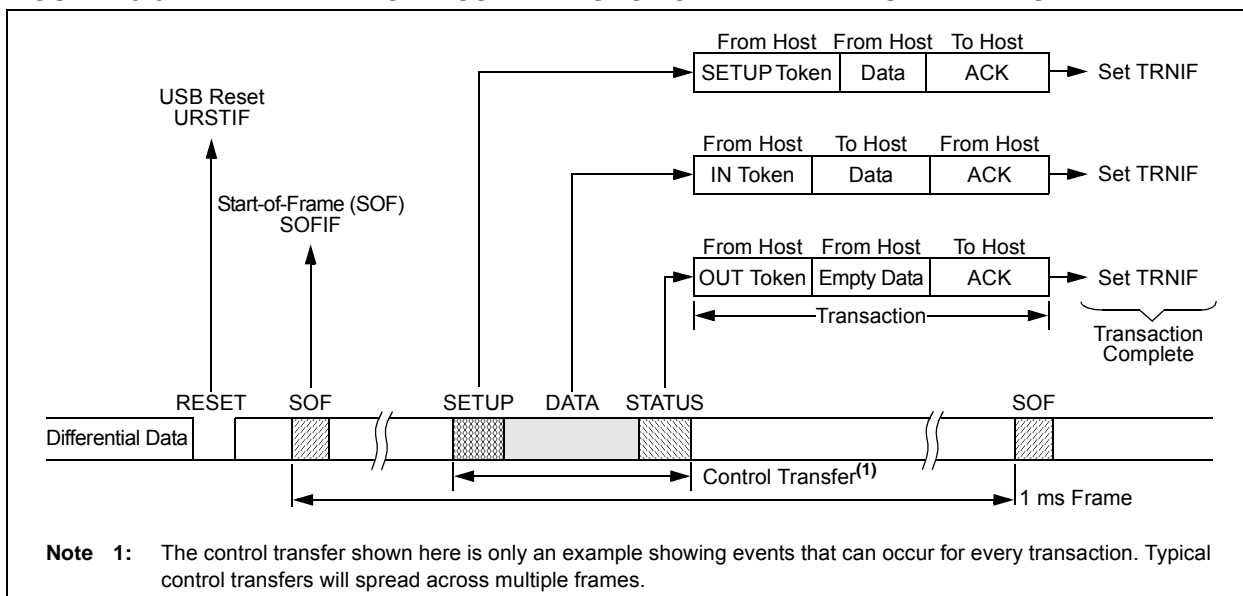 From Host From Host To Host
SETUP Token Data ACK Set TRNIF
USB Reset
URSTIF
From Host To Host From Host
IN Token Data ACK Set TRNIF
Start-of-Frame (SOF)
SOFIF
From Host From Host To Host
OUT Token Empty Data ACK Set TRNIF
Transaction
Transaction
Complete
RESET SOF SETUP DATA STATUS SOF
Differential Data
Control Transfer(1)
1 ms Frame
Note 1: The control transfer shown here is only an example showing events that can occur for every transaction. Typical
control transfers will spread across multiple frames.